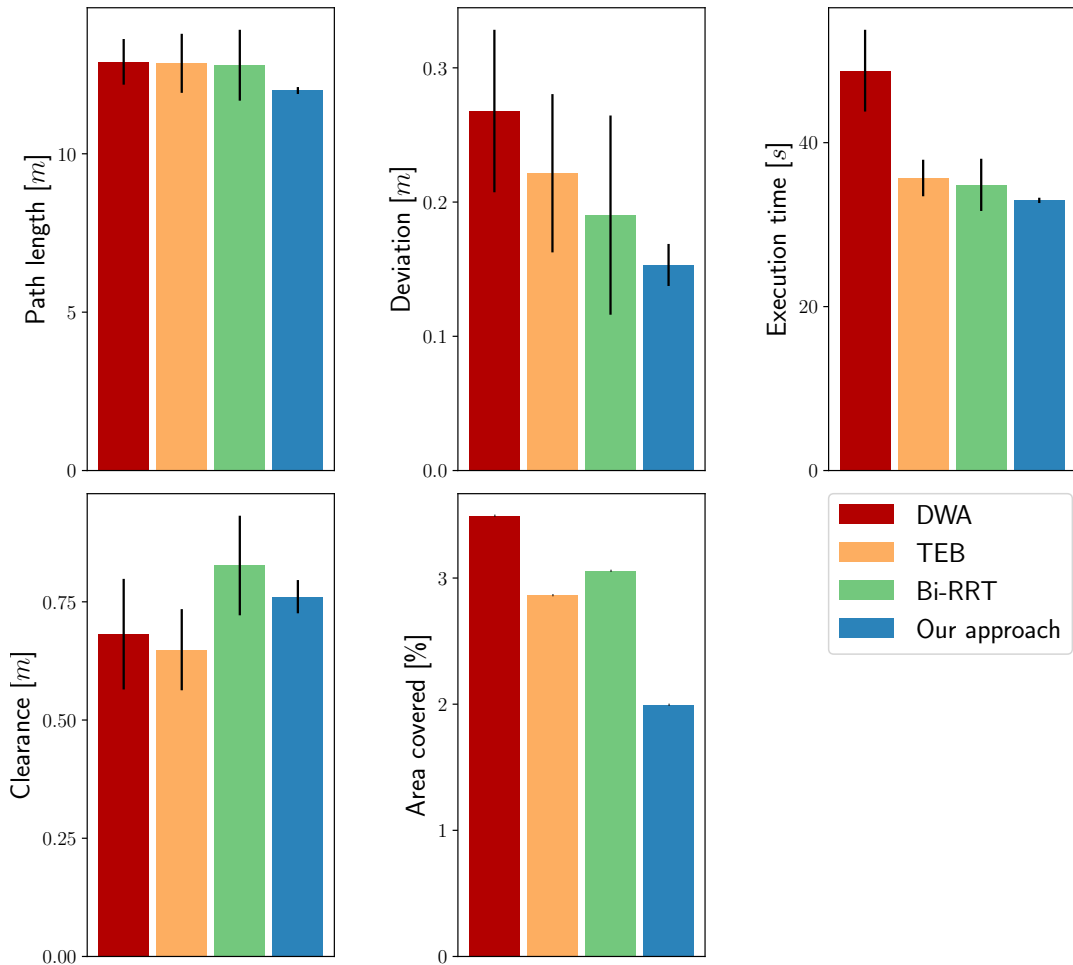 Path length [m]
10
5
0
Deviation [m]
0.3
0.2
0.1
0.0
Execution time [s]
40
20
0
Clearance [m]
0.75
0.50
0.25
0.00
Area covered [%]
3
2
1
0
DWA
TEB
Bi-RRT
Our approach